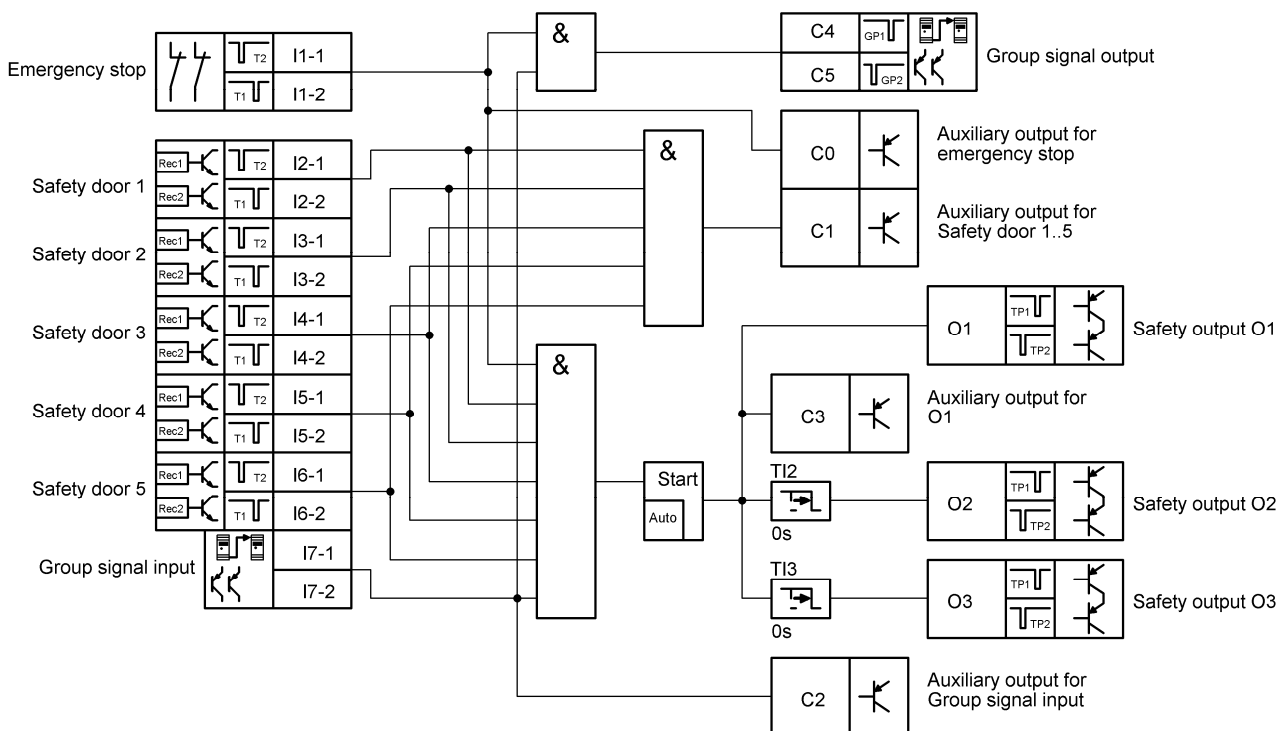 Emergency stop
T2 I1-1
T1 I1-2
Safety door 1
Rec1 T2 I2-1
Rec2 T1 I2-2
Safety door 2
Rec1 T2 I3-1
Rec2 T1 I3-2
Safety door 3
Rec1 T2 I4-1
Rec2 T1 I4-2
Safety door 4
Rec1 T2 I5-1
Rec2 T1 I5-2
Safety door 5
Rec1 T2 I6-1
Rec2 T1 I6-2
Group signal input
I7-1
I7-2
&
&
&
Start
Auto
C4 GP1
C5 GP2
Group signal output
C0
Auxiliary output for
emergency stop
C1
Auxiliary output for
Safety door 1..5
O1 TP1
TP2
Safety output O1
C3
Auxiliary output for
O1
TI2
0s
O2 TP1
TP2
Safety output O2
TI3
0s
O3 TP1
TP2
Safety output O3
C2
Auxiliary output for
Group signal input